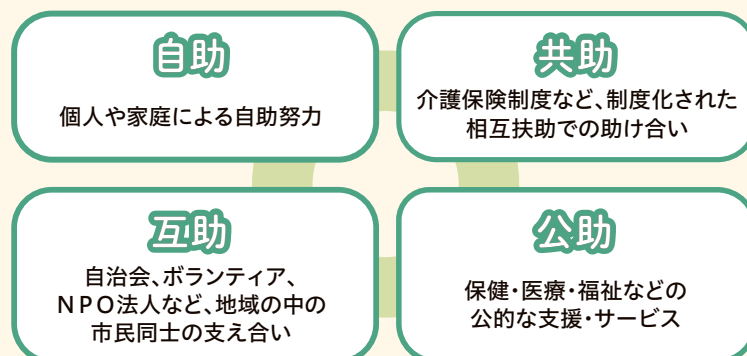 自助
個人や家庭による自助努力
共助
介護保険制度など、制度化された
相互扶助での助け合い
互助
自治会、ボランティア、
NPO法人など、地域の中の
市民同士の支え合い
公助
保健・医療・福祉などの
公的な支援・サービス